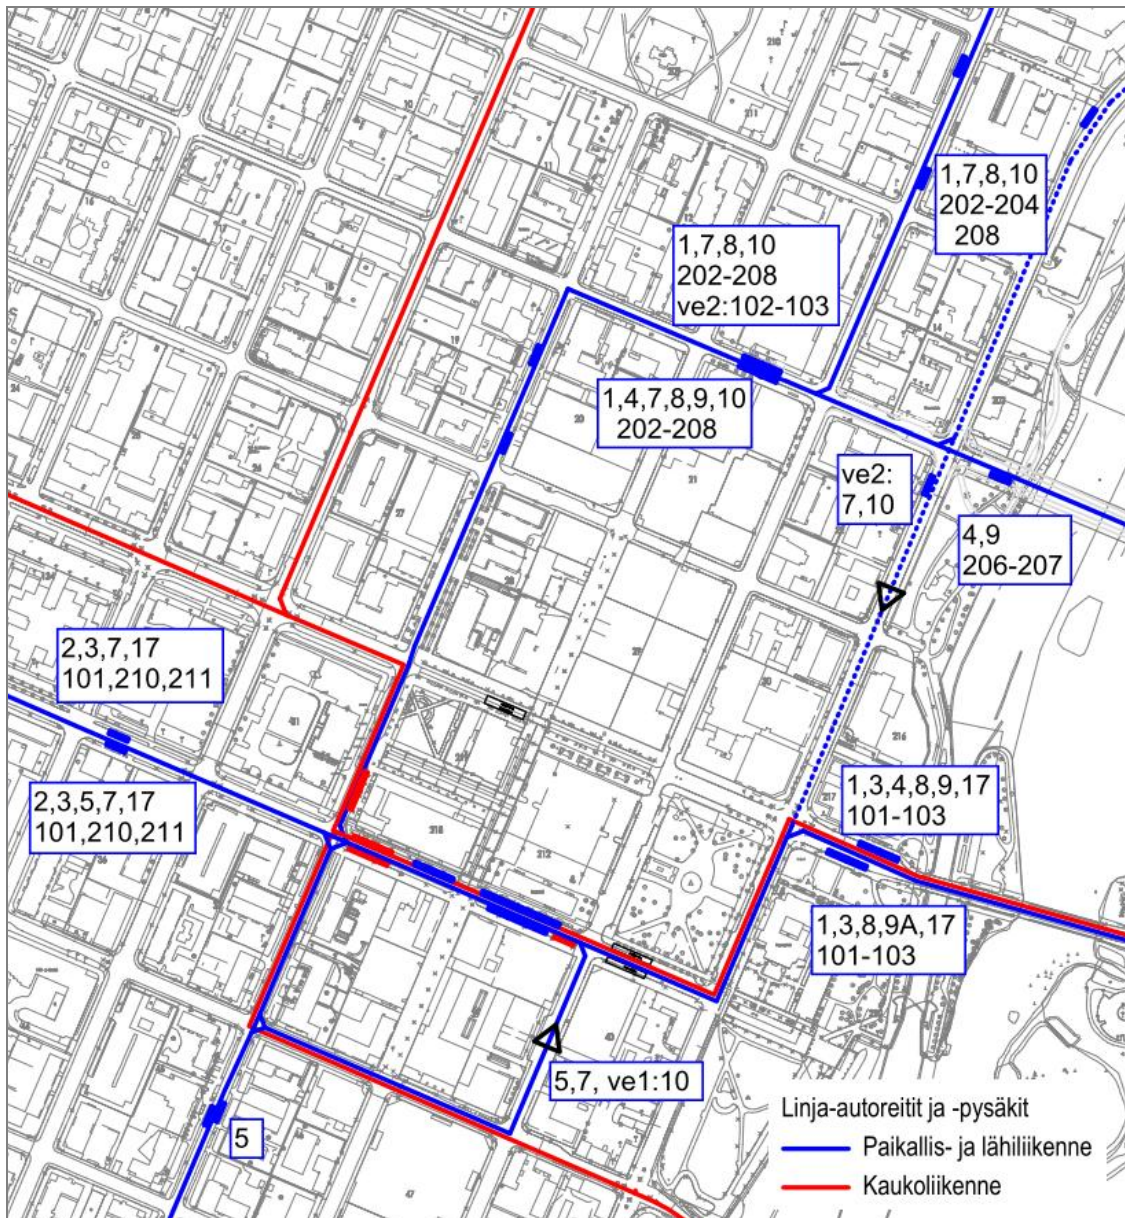 1,7,8,10
202-204
208
1,7,8,10
202-208
ve2:102-103
1,4,7,8,9,10
202-208
ve2:
7,10
4,9
206-207
2,3,7,17
101,210,211
2,3,5,7,17
101,210,211
1,3,4,8,9,17
101-103
1,3,8,9A,17
101-103
5,7, ve1:10
5
Linja-autoreitit ja -pysäkit
Paikallis- ja lähiliikenne
Kaukoliikenne